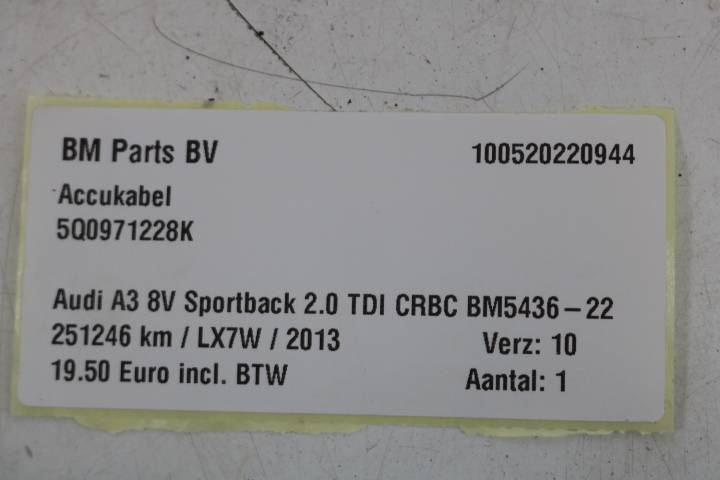 BM Parts BV 100520220944
Accukabel
5Q0971228K
Audi A3 8V Sportback 2.0 TDI CRBC BM5436-22
251246 km / LX7W / 2013 Verz: 10
19.50 Euro incl. BTW Aantal: 1